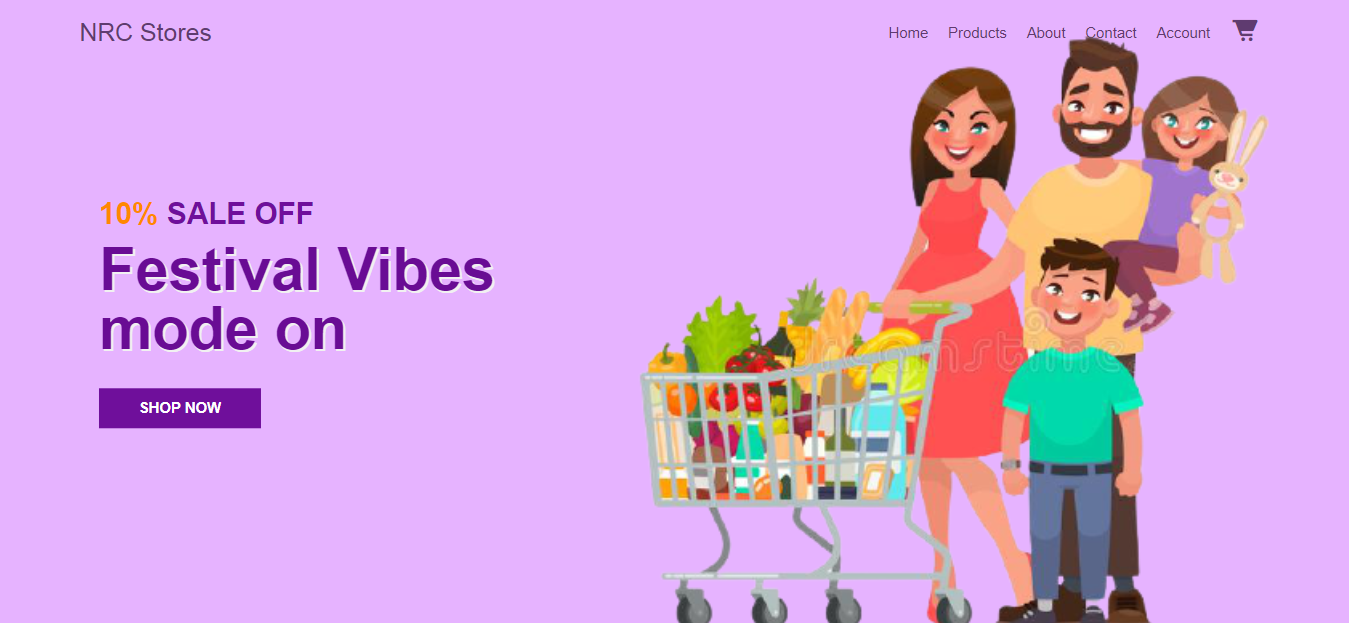 NRC Stores
Home Products About Contact Account
10% SALE OFF
Festival Vibes
mode on
SHOP NOW
dreamstime